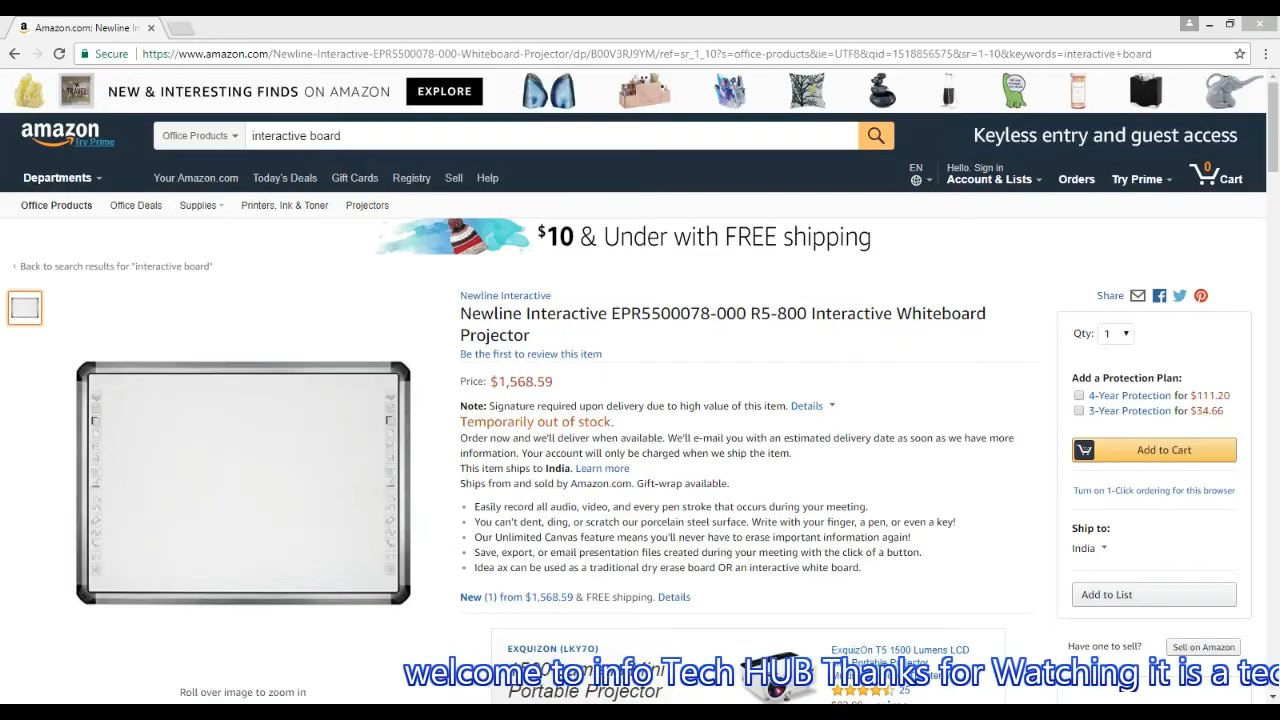 Amazon.com: Newline In
Secure
https://www.amazon.com/Newline-Interactive-EPR5500078-000-Whiteboard-Projector/dp/B00V3RJ9YM/ref=sr_1_10?s=office-products&ie=UTF8&qid=1518856575&sr=1-10&keywords=interactive+board
TRAVEL
NEW & INTERESTING FINDS ON AMAZON
EXPLORE
amazon
Try Prime
Office Products
interactive board
Keyless entry and guest access
Departments
Your Amazon.com
Today's Deals
Gift Cards
Registry
Sell
Help
EN
Hello. Sign in
Account & Lists
Orders
Try Prime
0
Cart
Office Products
Office Deals
Supplies
Printers, Ink & Toner
Projectors
$10 & Under with FREE shipping
‹ Back to search results for "interactive board"
Newline Interactive
Newline Interactive EPR5500078-000 R5-800 Interactive Whiteboard
Projector
Be the first to review this item
Price: $1,568.59
Note: Signature required upon delivery due to high value of this item. Details
Temporarily out of stock.
Order now and we'll deliver when available. We'll e-mail you with an estimated delivery date as soon as we have more
information. Your account will only be charged when we ship the item.
This item ships to India. Learn more
Ships from and sold by Amazon.com. Gift-wrap available.
Easily record all audio, video, and every pen stroke that occurs during your meeting.
You can't dent, ding, or scratch our porcelain steel surface. Write with your finger, a pen, or even a key!
Our Unlimited Canvas feature means you'll never have to erase important information again!
Save, export, or email presentation files created during your meeting with the click of a button.
Idea ax can be used as a traditional dry erase board OR an interactive white board.
New (1) from $1,568.59 & FREE shipping. Details
Share
Qty: 1
Add a Protection Plan:
4-Year Protection for $111.20
3-Year Protection for $34.66
Add to Cart
Turn on 1-Click ordering for this browser
Ship to:
India
Add to List
Have one to sell?
Sell on Amazon
Roll over image to zoom in
EXQUIZON (LKY7O)
Portable Projector
ExquizOn T5 1500 Lumens LCD
25
welcome to info Tech HUB Thanks for Watching it is a tec